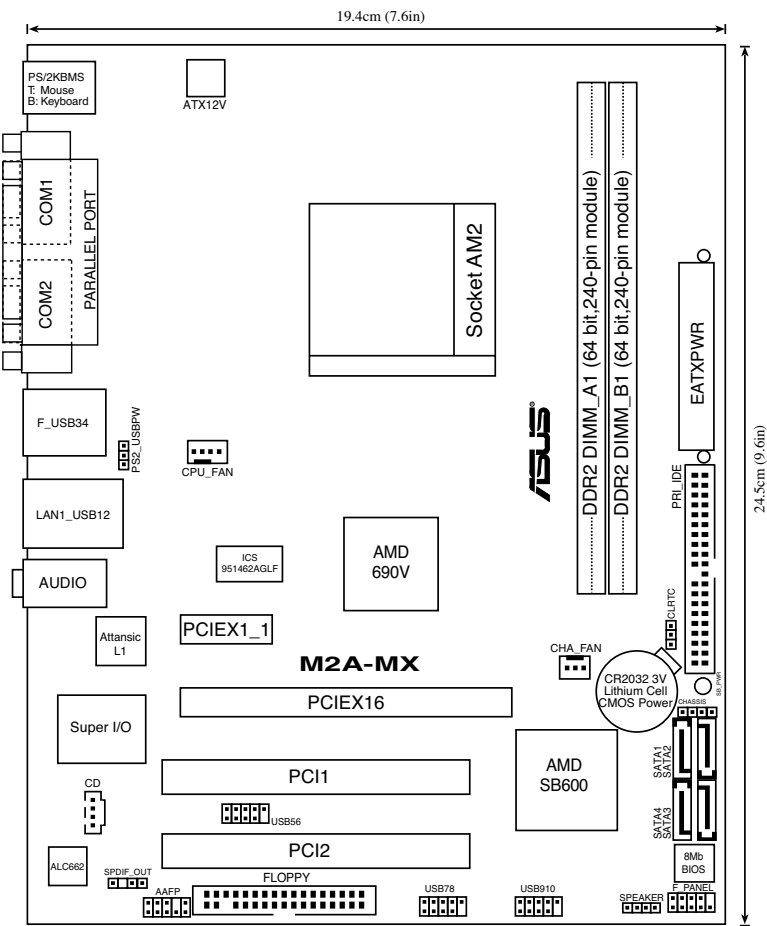 19.4cm (7.6in)
PS/2KBMS
T: Mouse
B: Keyboard
ATX12V
COM1
COM2
PARALLEL PORT
Socket AM2
DDR2 DIMM_A1 (64 bit,240-pin module)
DDR2 DIMM_B1 (64 bit,240-pin module)
EATXPWR
24.5cm (9.6in)
F_USB34
PS2_USBPW
CPU_FAN
ASUS®
PRI_IDE
LAN1_USB12
ICS
951462AGLF
AMD
690V
AUDIO
PCIEX1_1
Attansic
L1
CLRTC
CHA_FAN
M2A-MX
CR2032 3V
Lithium Cell
CMOS Power
SB_PWR
PCIEX16
CHASSIS
Super I/O
AMD
SB600
SATA1
SATA2
PCI1
CD
USB56
SATA4
SATA3
PCI2
ALC662
8Mb
BIOS
SPDIF_OUT
FLOPPY
AAFP
USB78
USB910
SPEAKER
F_PANEL